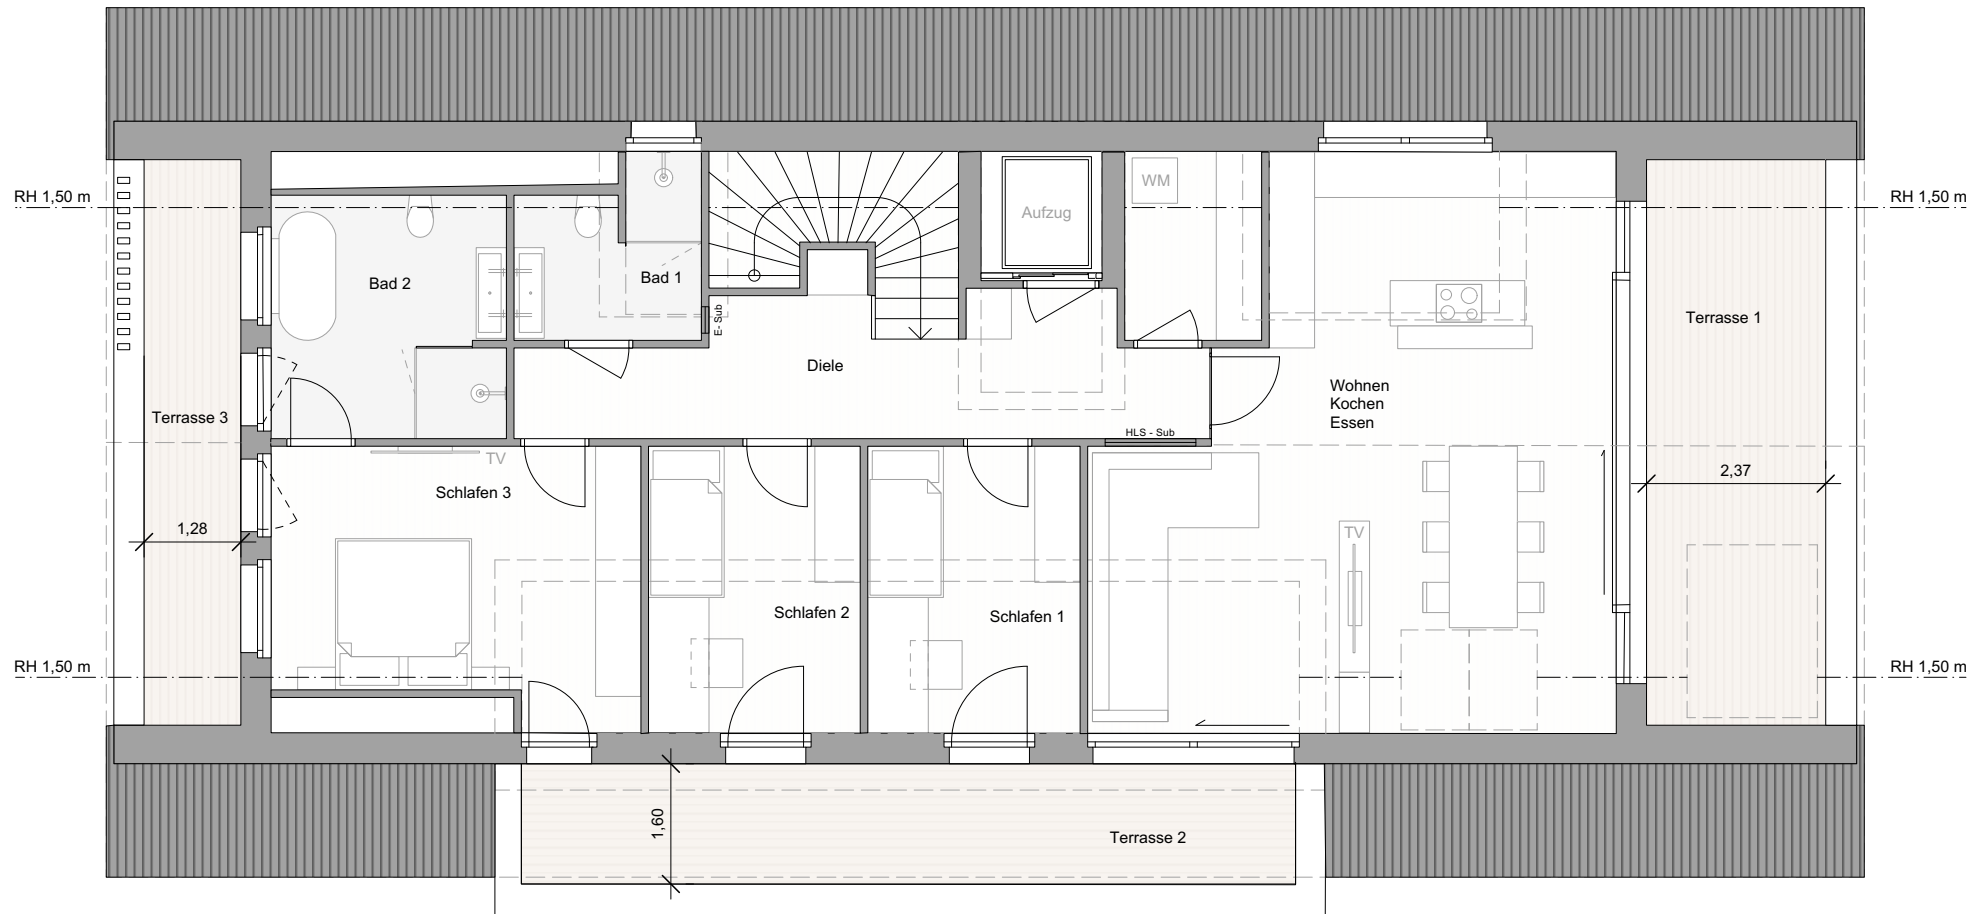 RH 1,50 m
RH 1,50 m
WM
Aufzug
Bad 2
Bad 1
E- Sub
Terrasse 1
Diele
Wohnen
Kochen
Essen
Terrasse 3
HLS - Sub
TV
Schlafen 3
2,37
1,28
TV
Schlafen 2
Schlafen 1
RH 1,50 m
RH 1,50 m
1,60
Terrasse 2